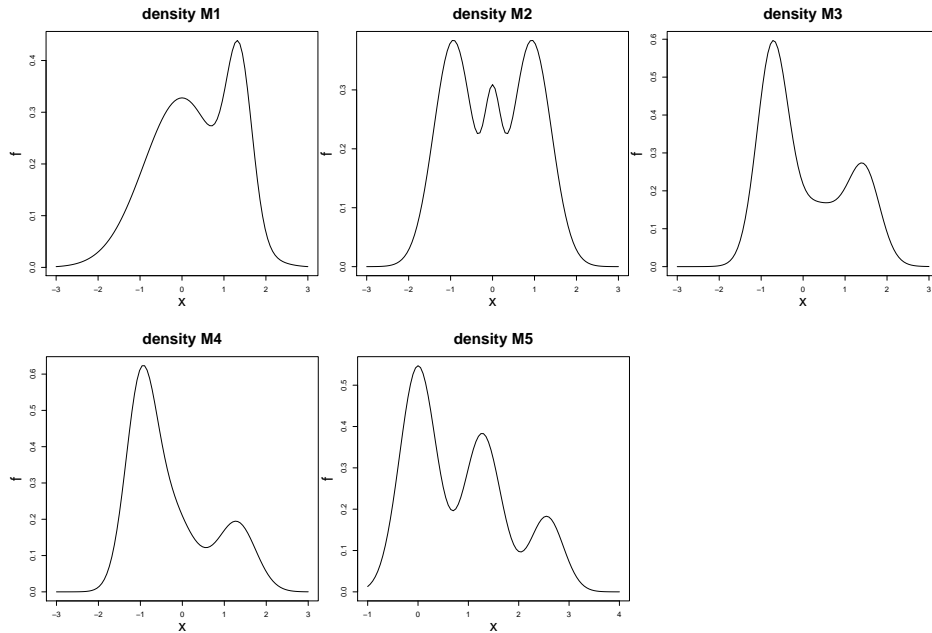 density M1
f
0.0 0.1 0.2 0.3 0.4
−3 −2 −1 0 1 2 3
x
density M2
f
0.0 0.1 0.2 0.3
−3 −2 −1 0 1 2 3
x
density M3
f
0.0 0.1 0.2 0.3 0.4 0.5 0.6
−3 −2 −1 0 1 2 3
x
density M4
f
0.0 0.1 0.2 0.3 0.4 0.5 0.6
−3 −2 −1 0 1 2 3
x
density M5
f
0.0 0.1 0.2 0.3 0.4 0.5
−1 0 1 2 3 4
x